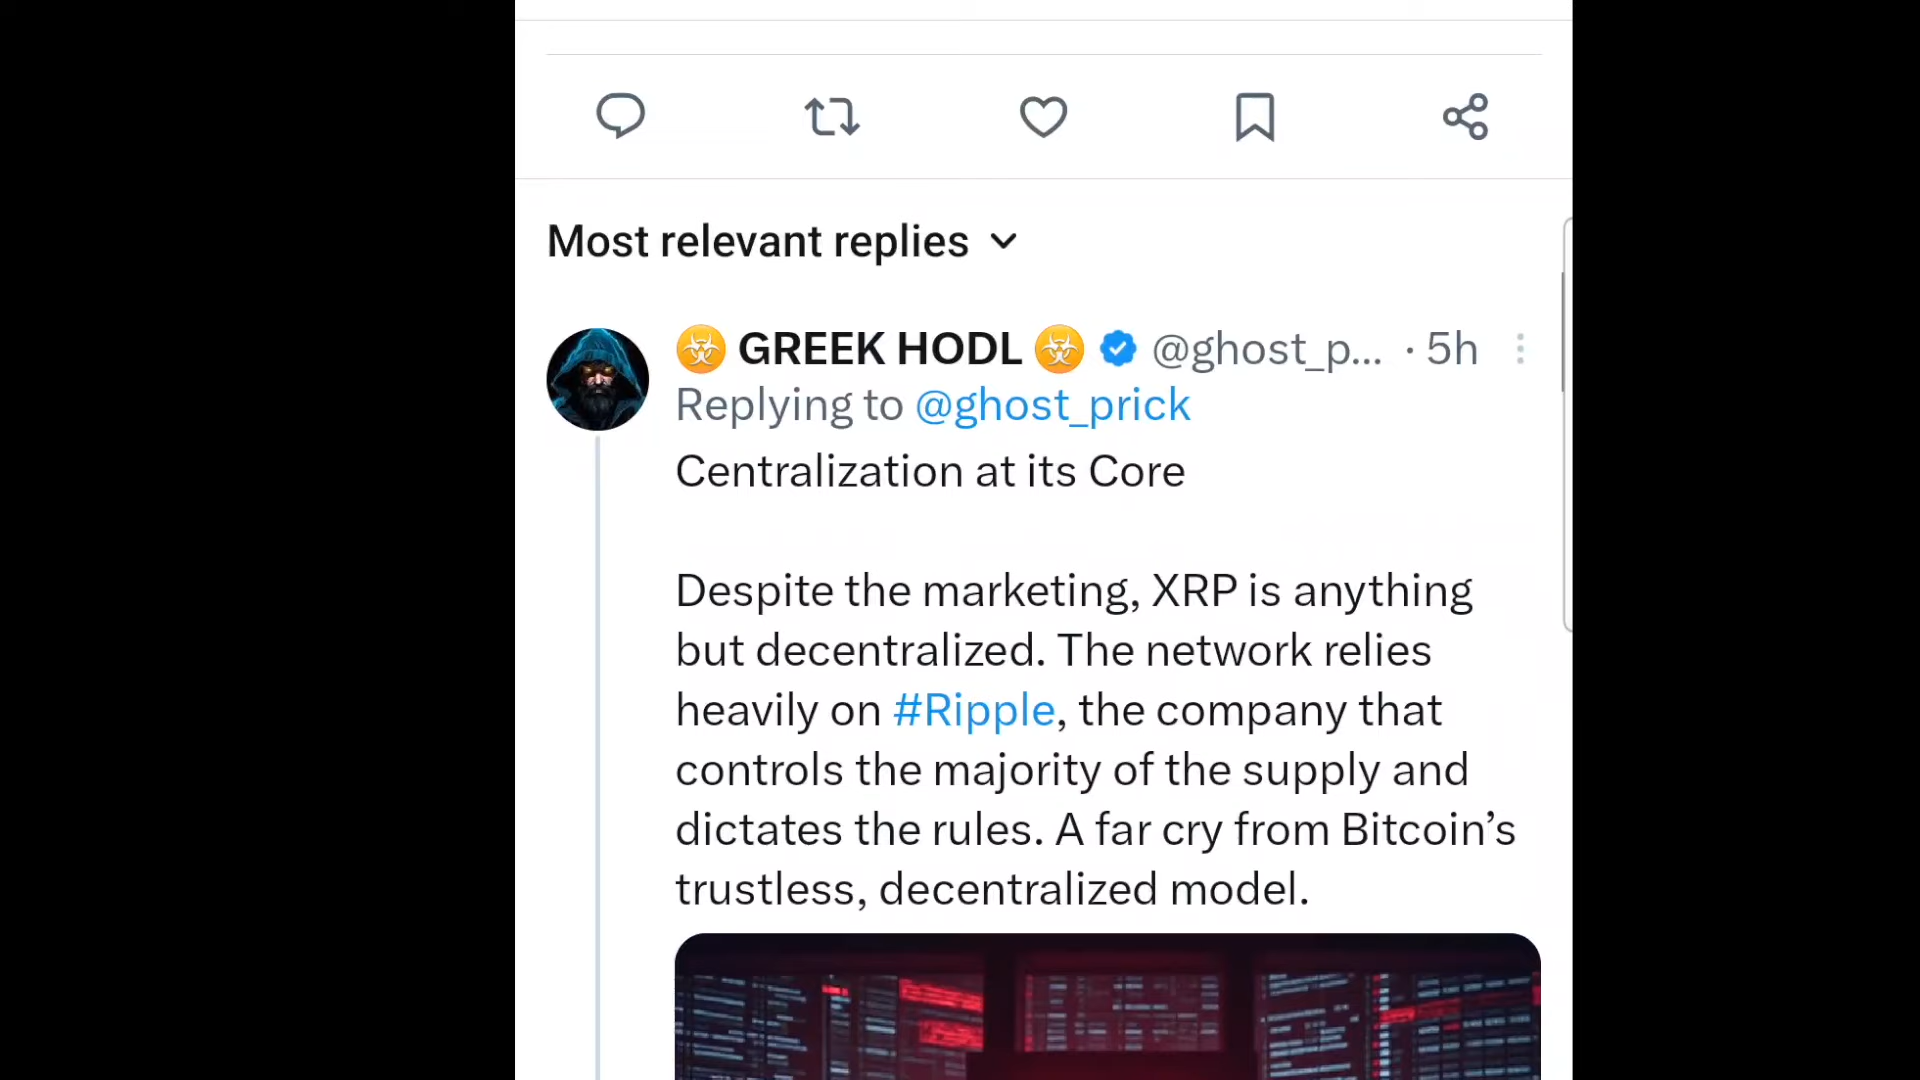 Most relevant replies
☣ GREEK HODL ☣ @ghost_p... · 5h
Replying to @ghost_prick
Centralization at its Core
Despite the marketing, XRP is anything
but decentralized. The network relies
heavily on #Ripple, the company that
controls the majority of the supply and
dictates the rules. A far cry from Bitcoin’s
trustless, decentralized model.